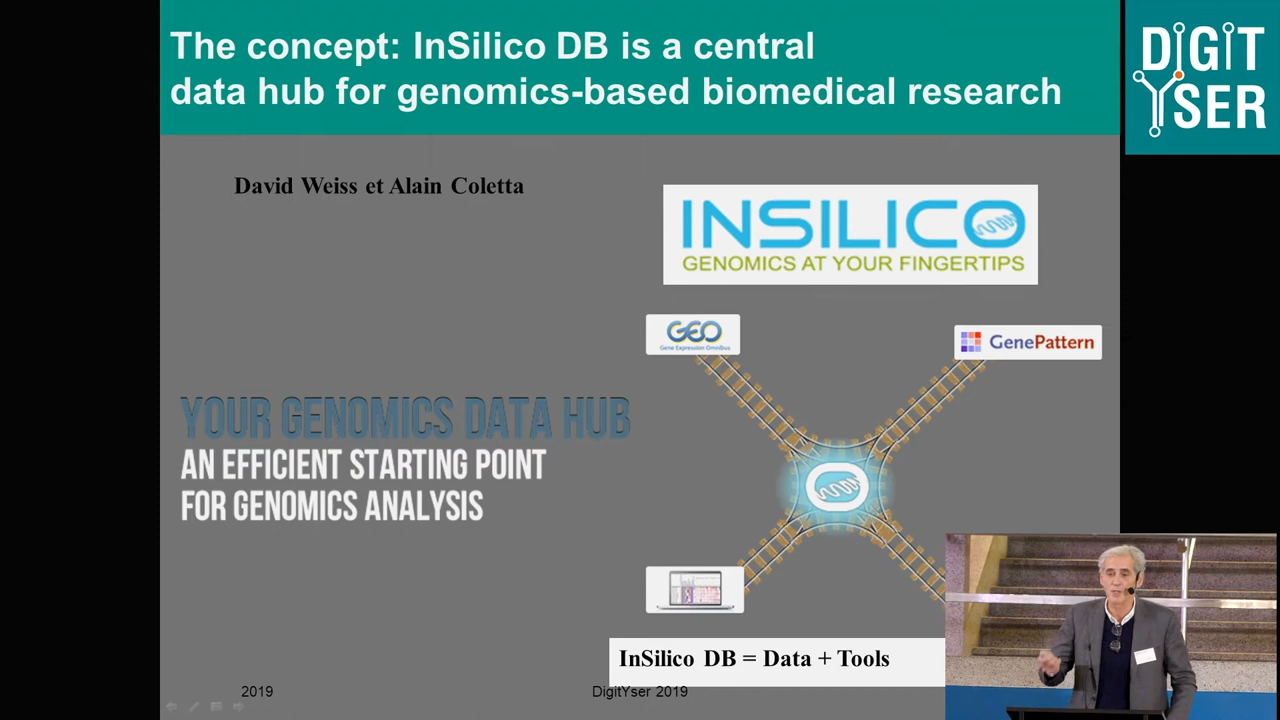 The concept: InSilico DB is a central
data hub for genomics-based biomedical research
DIGIT
YSER
David Weiss et Alain Coletta
INSILICO
GENOMICS AT YOUR FINGERTIPS
GEO
Gene Expression Omnibus
GenePattern
YOUR GENOMICS DATA HUB
AN EFFICIENT STARTING POINT
FOR GENOMICS ANALYSIS
InSilico DB = Data + Tools
2019
DigitYser 2019